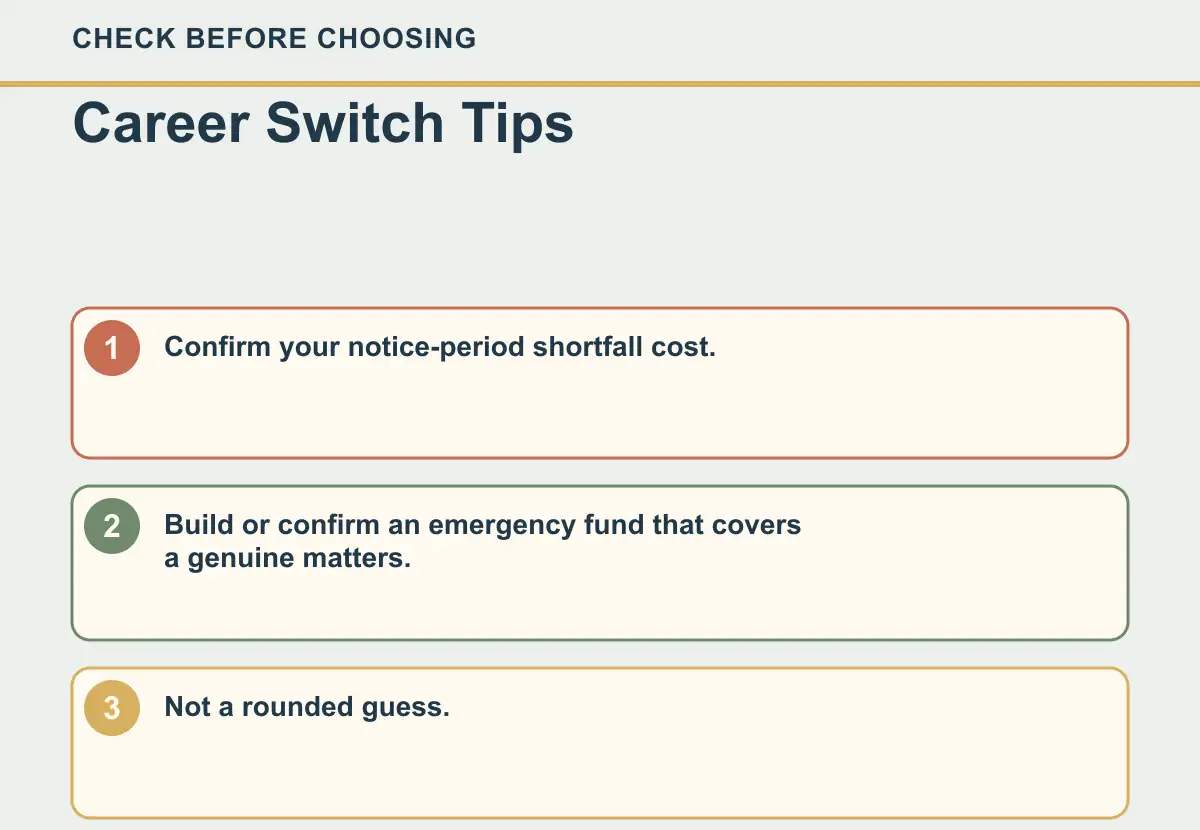 CHECK BEFORE CHOOSING
Career Switch Tips
1
Confirm your notice-period shortfall cost.
2
Build or confirm an emergency fund that covers
a genuine matters.
3
Not a rounded guess.